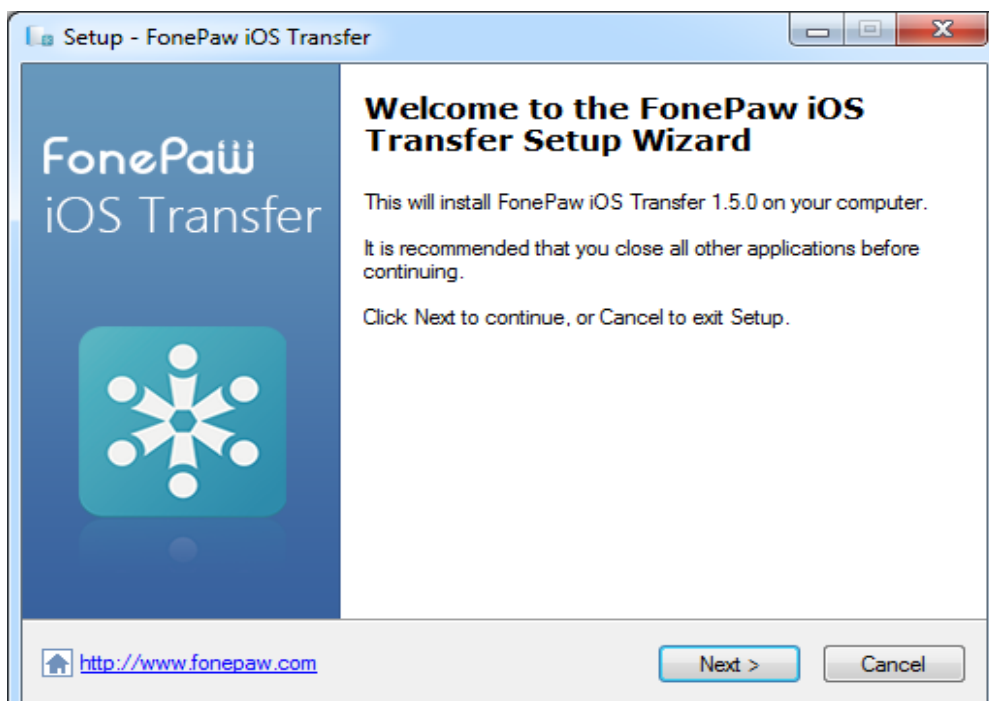 Setup - FonePaw iOS Transfer
FonePaw
iOS Transfer
Welcome to the FonePaw iOS
Transfer Setup Wizard
This will install FonePaw iOS Transfer 1.5.0 on your computer.
It is recommended that you close all other applications before
continuing.
Click Next to continue, or Cancel to exit Setup.
http://www.fonepaw.com
Next >
Cancel